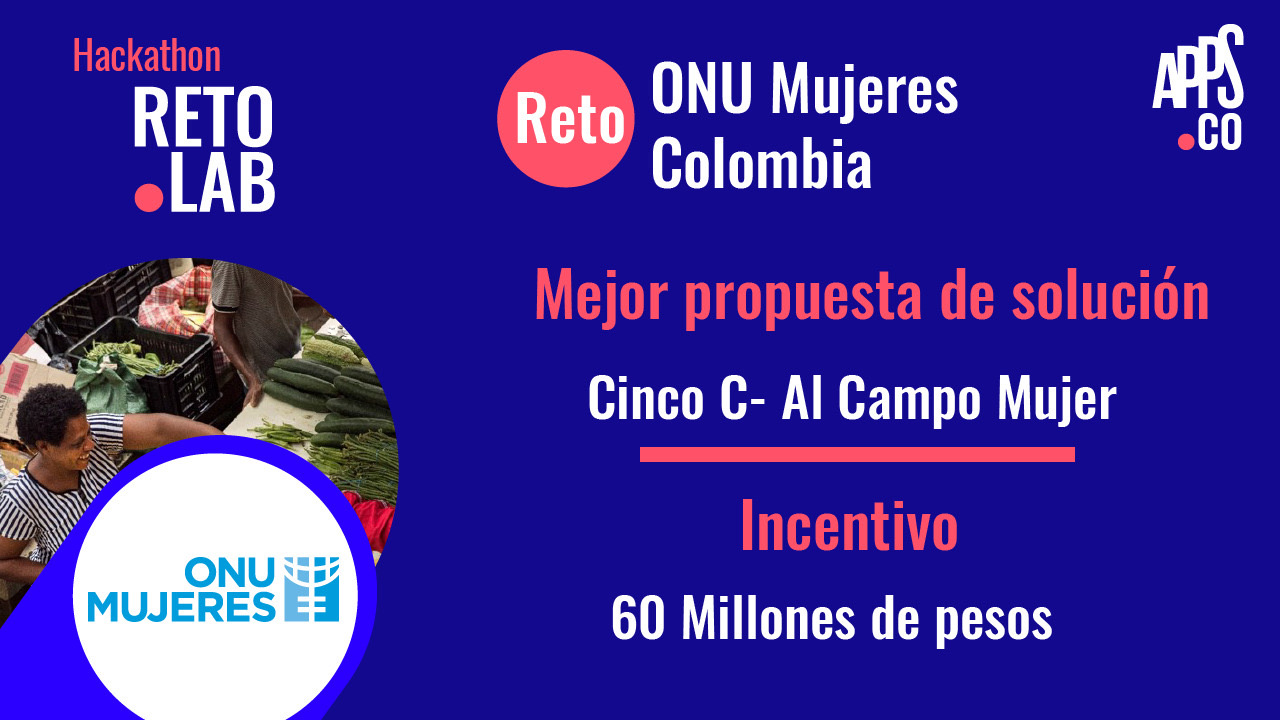 Hackathon
RETO
.LAB
Reto
ONU Mujeres
Colombia
APPS
.CO
Mejor propuesta de solución
Cinco C- Al Campo Mujer
Incentivo
60 Millones de pesos
ONU
MUJERES